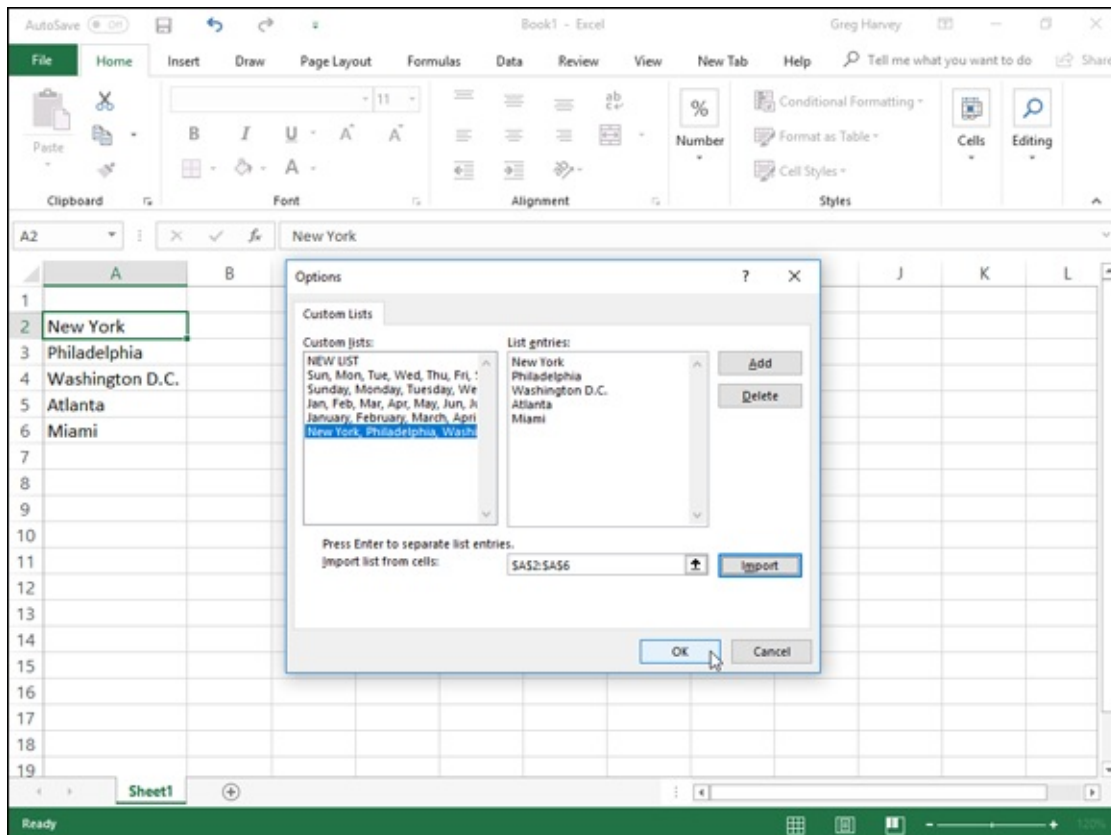 AutoSave Off Book1 - Excel Greg Harvey
File Home Insert Draw Page Layout Formulas Data Review View New Tab Help Tell me what you want to do Share
Paste
11
B I U A A
A
ab
%
Number
Conditional Formatting
Format as Table
Cell Styles
Cells
Editing
Clipboard Font Alignment Styles
A2 fx New York
A B J K L
1
2 New York
3 Philadelphia
4 Washington D.C.
5 Atlanta
6 Miami
7
8
9
10
11
12
13
14
15
16
17
18
19
Options ?
Custom Lists
Custom lists:
NEW LIST
Sun, Mon, Tue, Wed, Thu, Fri,
Sunday, Monday, Tuesday, We
Jan, Feb, Mar, Apr, May, Jun,
January, February, March, Apri
New York, Philadelphia, Washi
List entries:
New York
Philadelphia
Washington D.C.
Atlanta
Miami
Add
Delete
Press Enter to separate list entries.
Import list from cells: $A$2:$A$6 Import
OK Cancel
Sheet1
Ready 120%